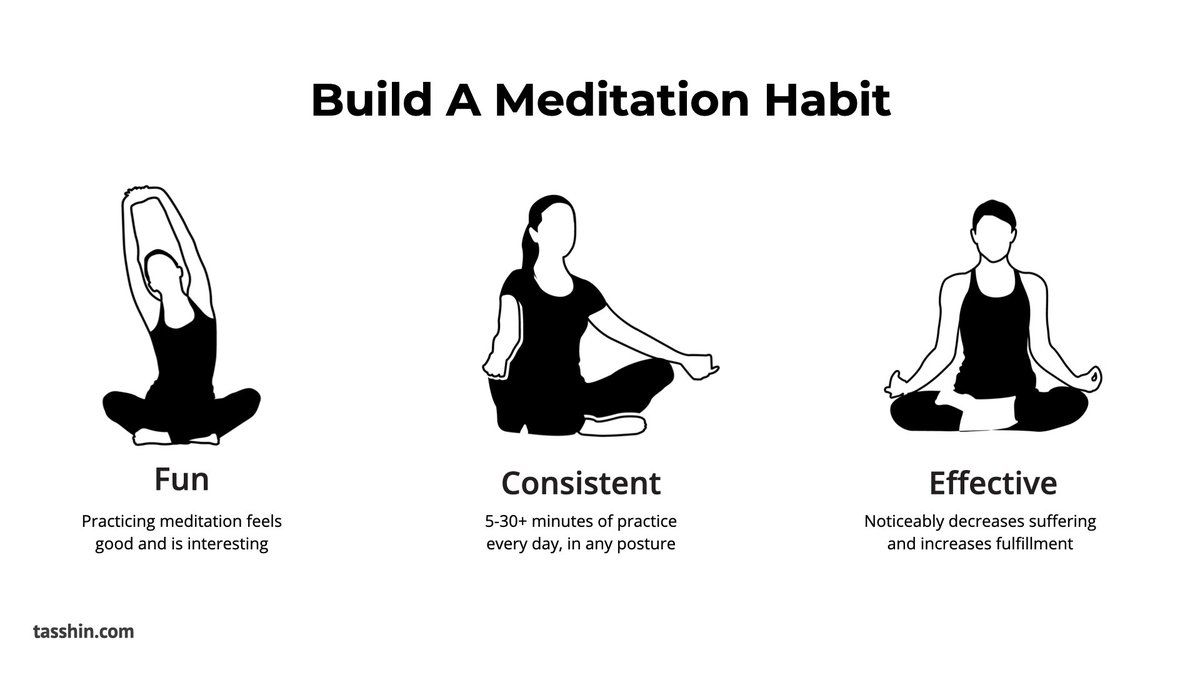 Build A Meditation Habit
Fun
Practicing meditation feels
good and is interesting
Consistent
5-30+ minutes of practice
every day, in any posture
Effective
Noticeably decreases suffering
and increases fulfillment
tasshin.com